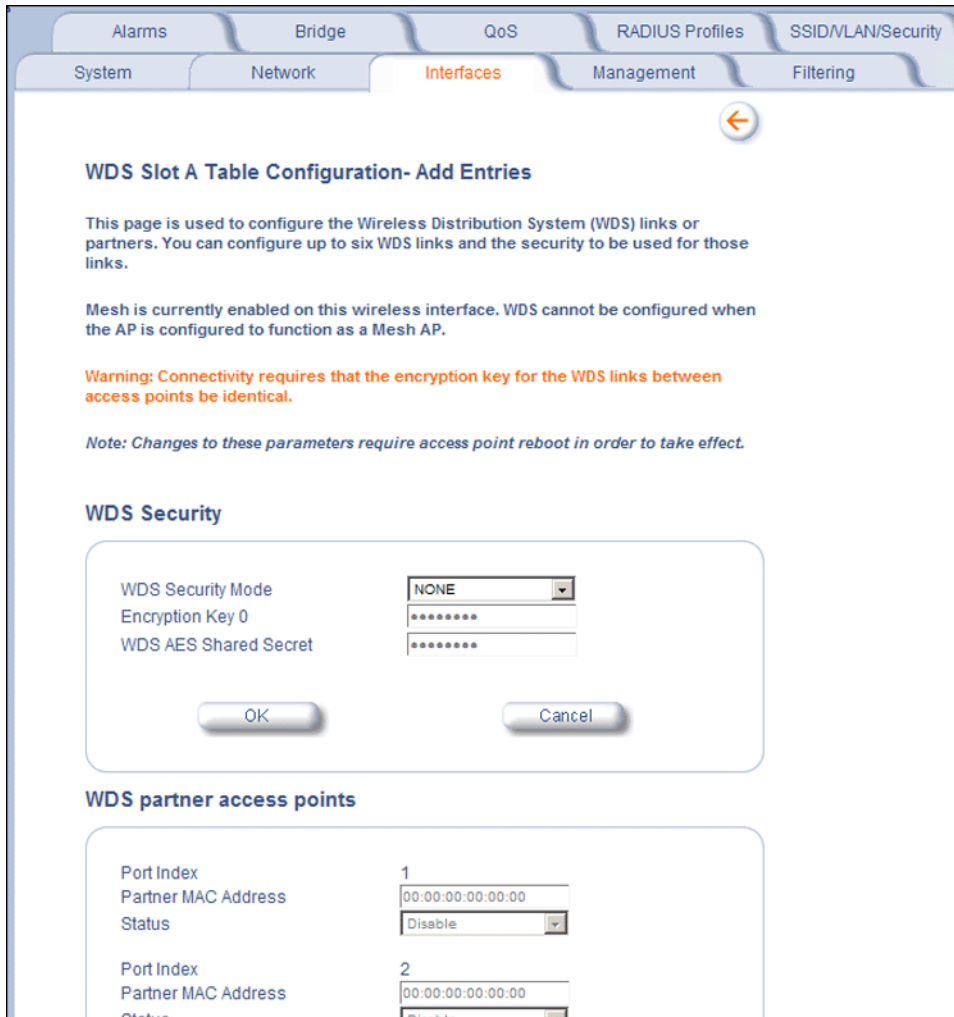 Alarms Bridge QoS RADIUS Profiles SSID/VLAN/Security
System Network Interfaces Management Filtering
WDS Slot A Table Configuration- Add Entries
This page is used to configure the Wireless Distribution System (WDS) links or
partners. You can configure up to six WDS links and the security to be used for those
links.
Mesh is currently enabled on this wireless interface. WDS cannot be configured when
the AP is configured to function as a Mesh AP.
Warning: Connectivity requires that the encryption key for the WDS links between
access points be identical.
Note: Changes to these parameters require access point reboot in order to take effect.
WDS Security
WDS Security Mode NONE
Encryption Key 0 ••••••••
WDS AES Shared Secret ••••••••
OK Cancel
WDS partner access points
Port Index 1
Partner MAC Address 00:00:00:00:00:00
Status Disable
Port Index 2
Partner MAC Address 00:00:00:00:00:00
Status Disable